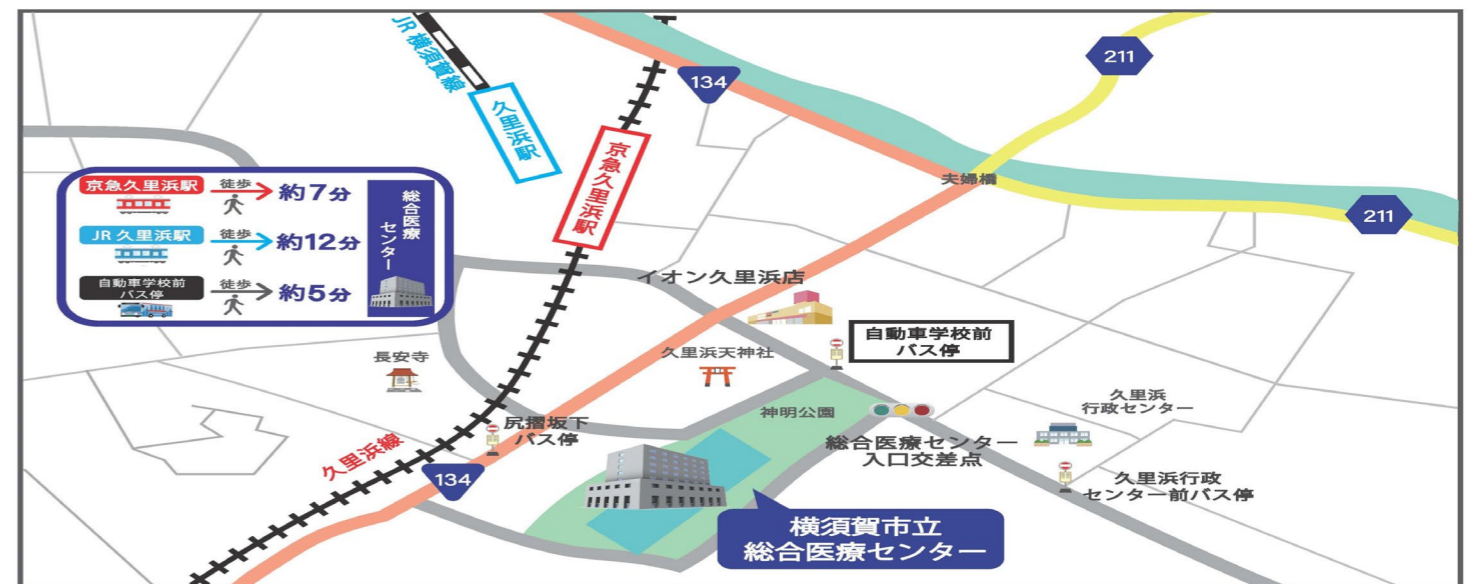 JR 横須賀線
久里浜駅
京急久里浜駅
134
211
夫婦橋
211
京急久里浜駅
徒歩
約7分
JR 久里浜駅
徒歩
約12分
自動車学校前
バス停
徒歩
約5分
総合医療
センター
イオン久里浜店
自動車学校前
バス停
長安寺
久里浜天神社
神明公園
久里浜
行政センター
尻摺坂下
バス停
総合医療センター
入口交差点
久里浜線
134
久里浜行政
センター前バス停
横須賀市立
総合医療センター